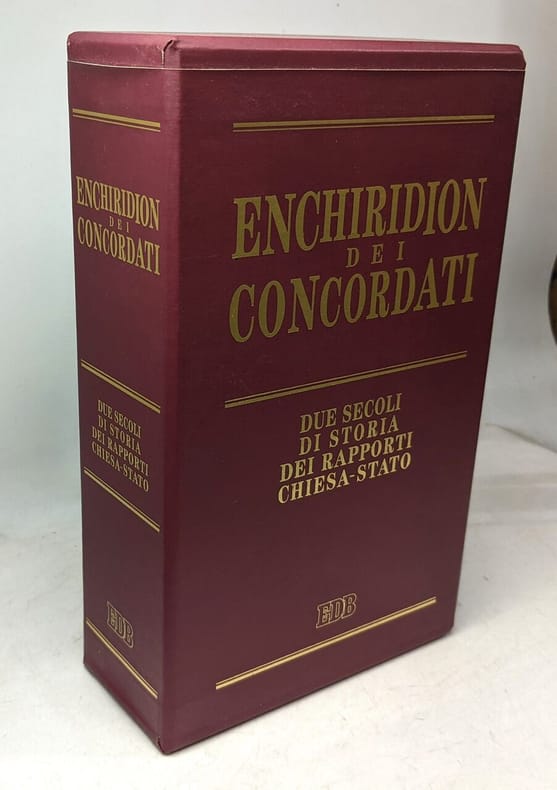 ENCHIRIDION
DEI
CONCORDATI
DUE SECOLI
DI STORIA
DEI RAPPORTI
CHIESA-STATO
EDB
ENCHIRIDION
DEI
CONCORDATI
DUE SECOLI
DI STORIA
DEI RAPPORTI
CHIESA-STATO
EDB